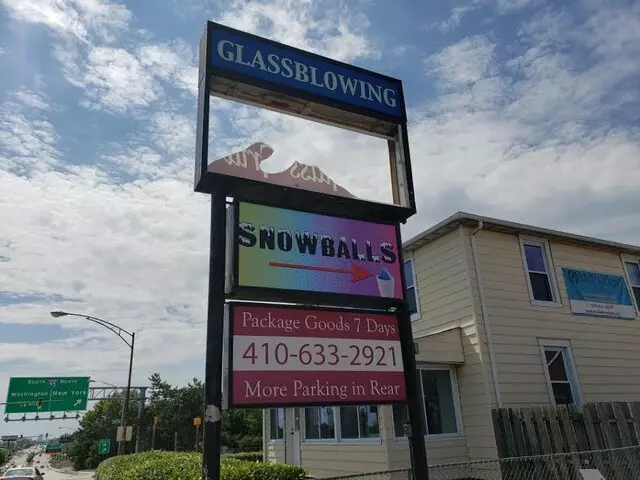 GLASSBLOWING
SNOWBALLS
Package Goods 7 Days
410-633-2921
More Parking in Rear
South North
Washington New York